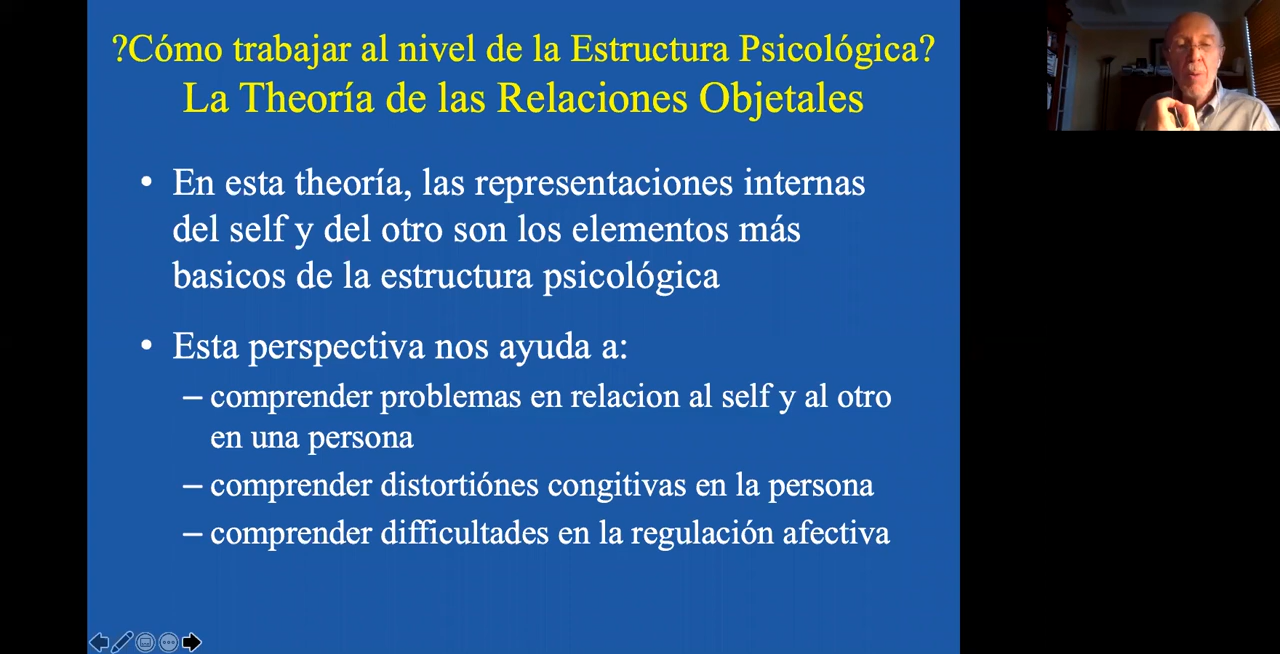 ?Cómo trabajar al nivel de la Estructura Psicológica?
La Theoría de las Relaciones Objetales
• En esta theoría, las representaciones internas
del self y del otro son los elementos más
basicos de la estructura psicológica
• Esta perspectiva nos ayuda a:
– comprender problemas en relacion al self y al otro
en una persona
– comprender distortiónes congitivas en la persona
– comprender difficultades en la regulación afectiva